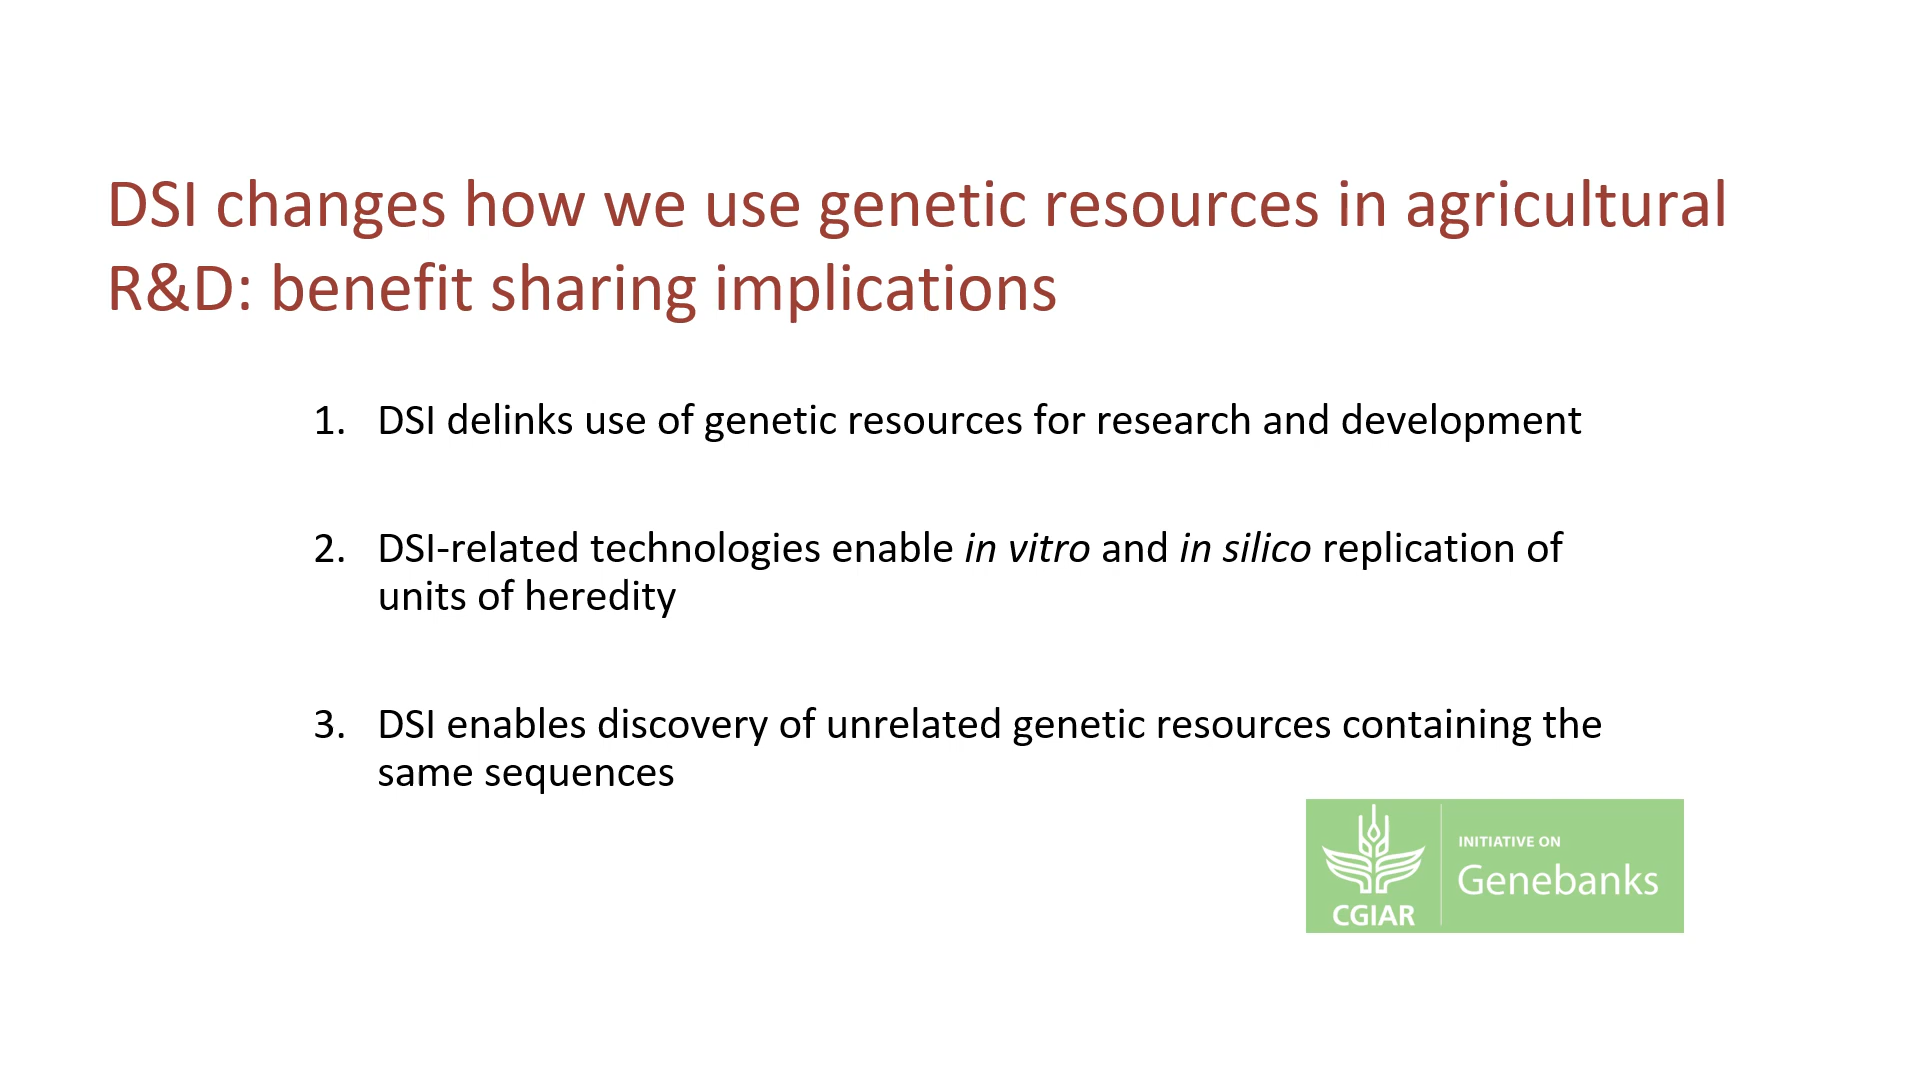 DSI changes how we use genetic resources in agricultural
R&D: benefit sharing implications
1. DSI delinks use of genetic resources for research and development
2. DSI-related technologies enable in vitro and in silico replication of
units of heredity
3. DSI enables discovery of unrelated genetic resources containing the
same sequences
INITIATIVE ON
Genebanks
CGIAR